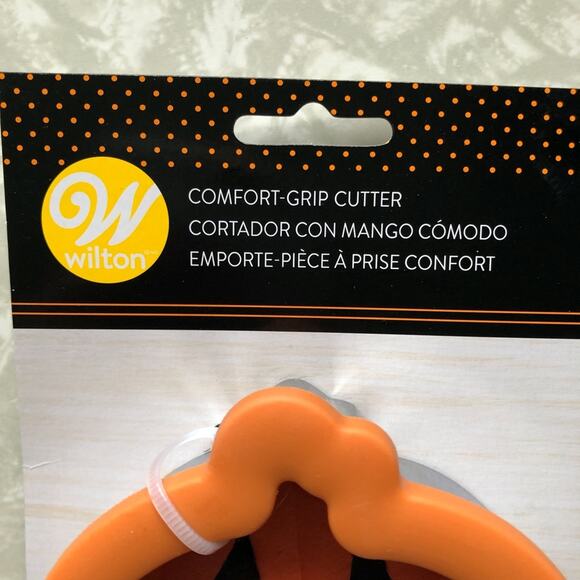 W
wilton
COMFORT-GRIP CUTTER
CORTADOR CON MANGO CÓMODO
EMPORTE-PIÈCE À PRISE CONFORT